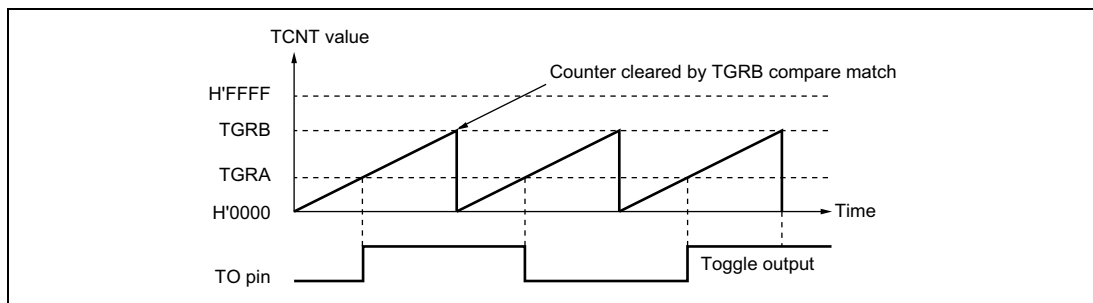 TCNT value
Counter cleared by TGRB compare match
H'FFFF
TGRB
TGRA
H'0000
Time
TO pin
Toggle output